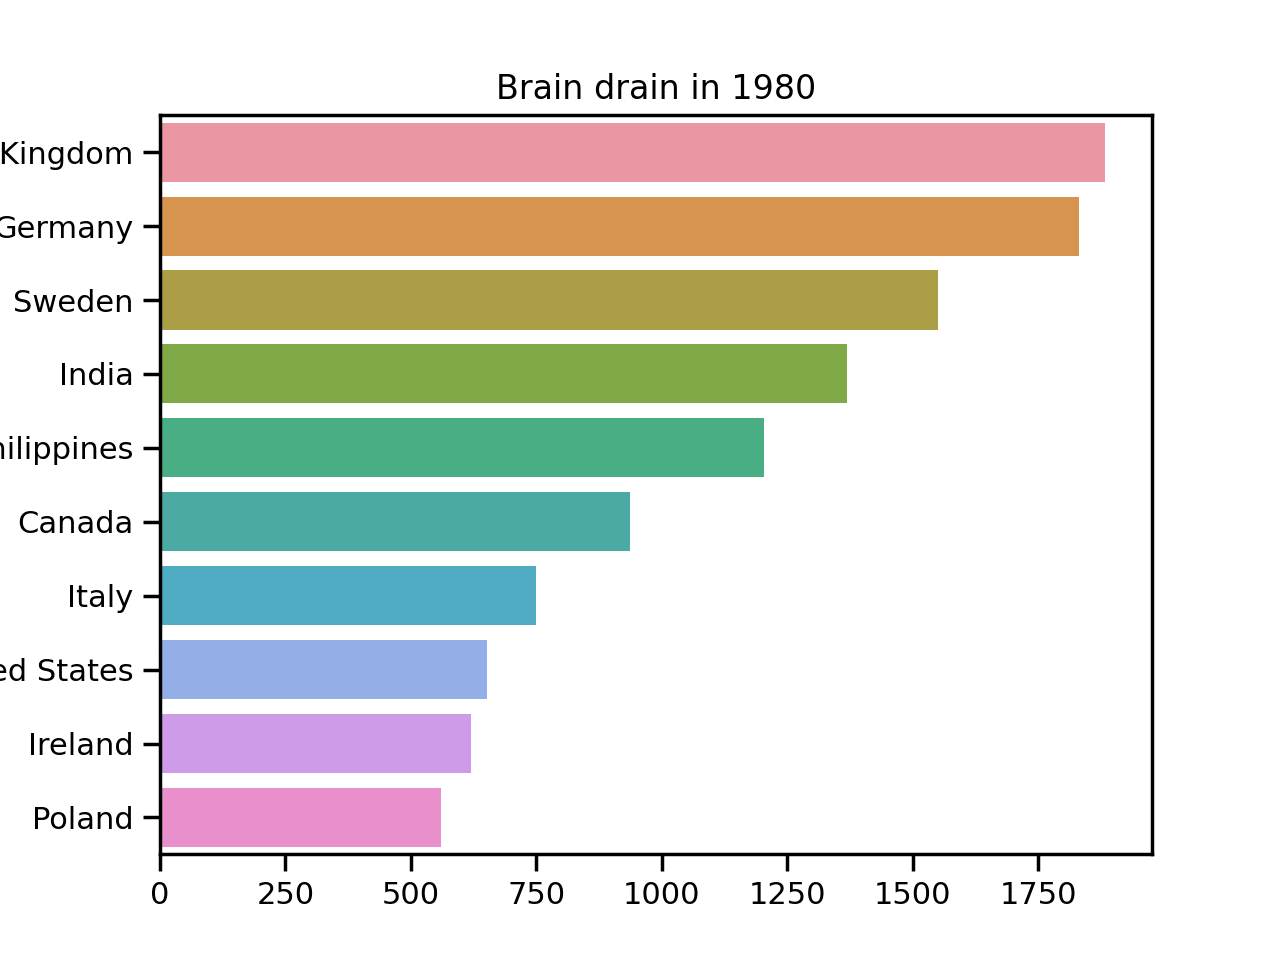 Brain drain in 1980
Kingdom
Germany
Sweden
India
hilippines
Canada
Italy
ed States
Ireland
Poland
0 250 500 750 1000 1250 1500 1750